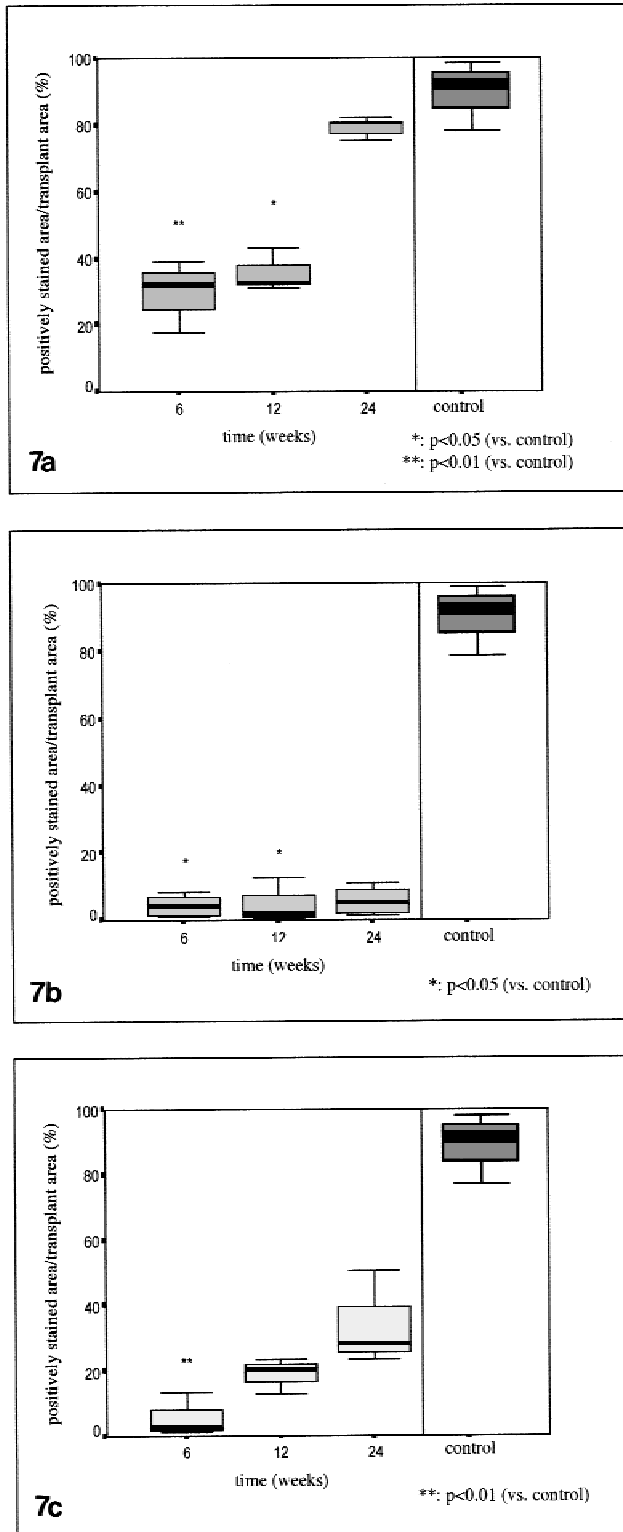 positively stained area/transplant area (%)
100
80
60
40
20
0
**
*
6
12
24
control
time (weeks)
*: p<0.05 (vs. control)
**: p<0.01 (vs. control)
7a
positively stained area/transplant area (%)
100
80
60
40
20
0
*
*
6
12
24
control
time (weeks)
*: p<0.05 (vs. control)
7b
positively stained area/transplant area (%)
100
80
60
40
20
0
**
6
12
24
control
time (weeks)
**: p<0.01 (vs. control)
7c